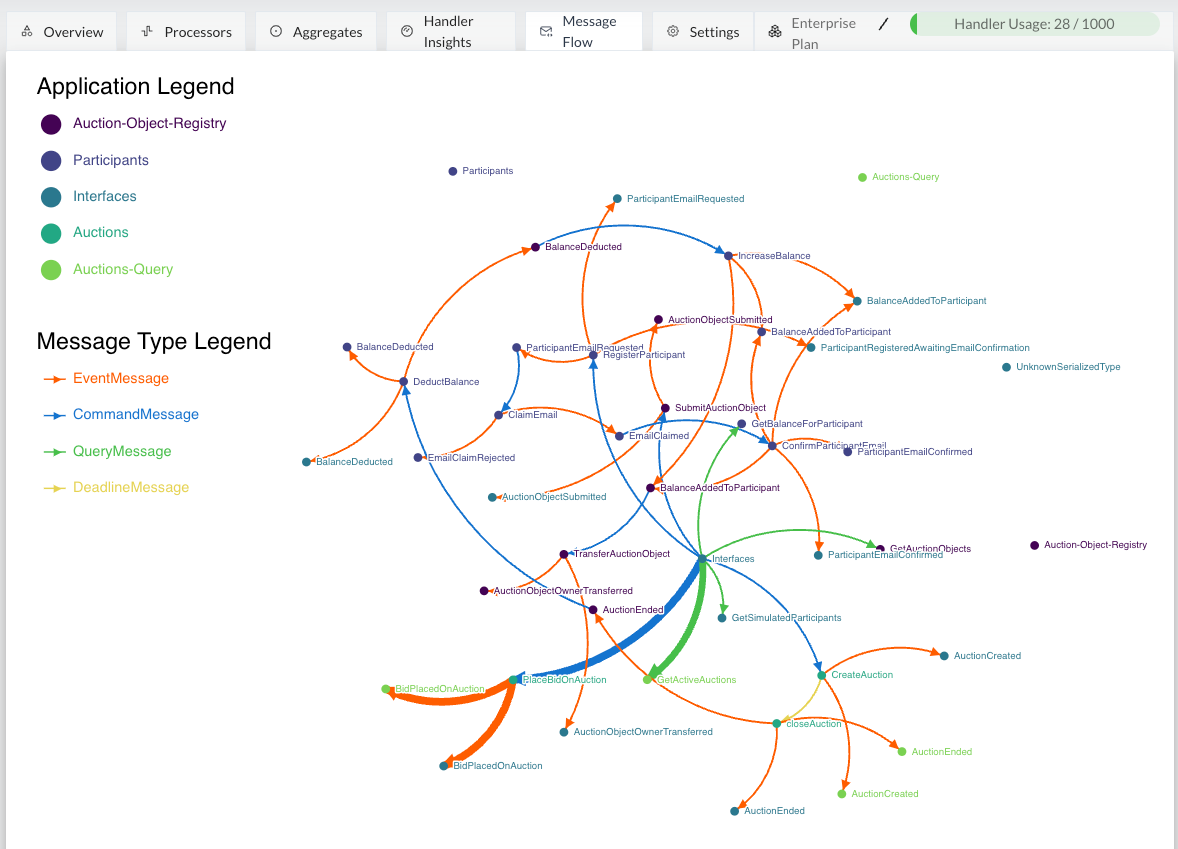 Overview
Processors
Aggregates
Handler
Insights
Message
Flow
Settings
Enterprise
Plan
Handler Usage: 28 / 1000
Application Legend
Auction-Object-Registry
Participants
Interfaces
Auctions
Auctions-Query
Message Type Legend
EventMessage
CommandMessage
QueryMessage
DeadlineMessage
Participants
Auctions-Query
ParticipantEmailRequested
BalanceDeducted
IncreaseBalance
BalanceAddedToParticipant
AuctionObjectSubmitted
BalanceAddedToParticipant
BalanceDeducted
ParticipantEmailRequested
RegisterParticipant
ParticipantRegisteredAwaitingEmailConfirmation
UnknownSerializedType
DeductBalance
SubmitAuctionObject
ClaimEmail
GetBalanceForParticipant
EmailClaimed
ConfirmParticipantEmail
ParticipantEmailConfirmed
BalanceDeducted
EmailClaimRejected
BalanceAddedToParticipant
AuctionObjectSubmitted
Auction-Object-Registry
GetAuctionObjects
ParticipantEmailConfirmed
TransferAuctionObject
Interfaces
AuctionObjectOwnerTransferred
AuctionEnded
GetSimulatedParticipants
AuctionCreated
CreateAuction
PlaceBidOnAuction
GetActiveAuctions
BidPlacedOnAuction
closeAuction
AuctionObjectOwnerTransferred
AuctionEnded
BidPlacedOnAuction
AuctionCreated
AuctionEnded